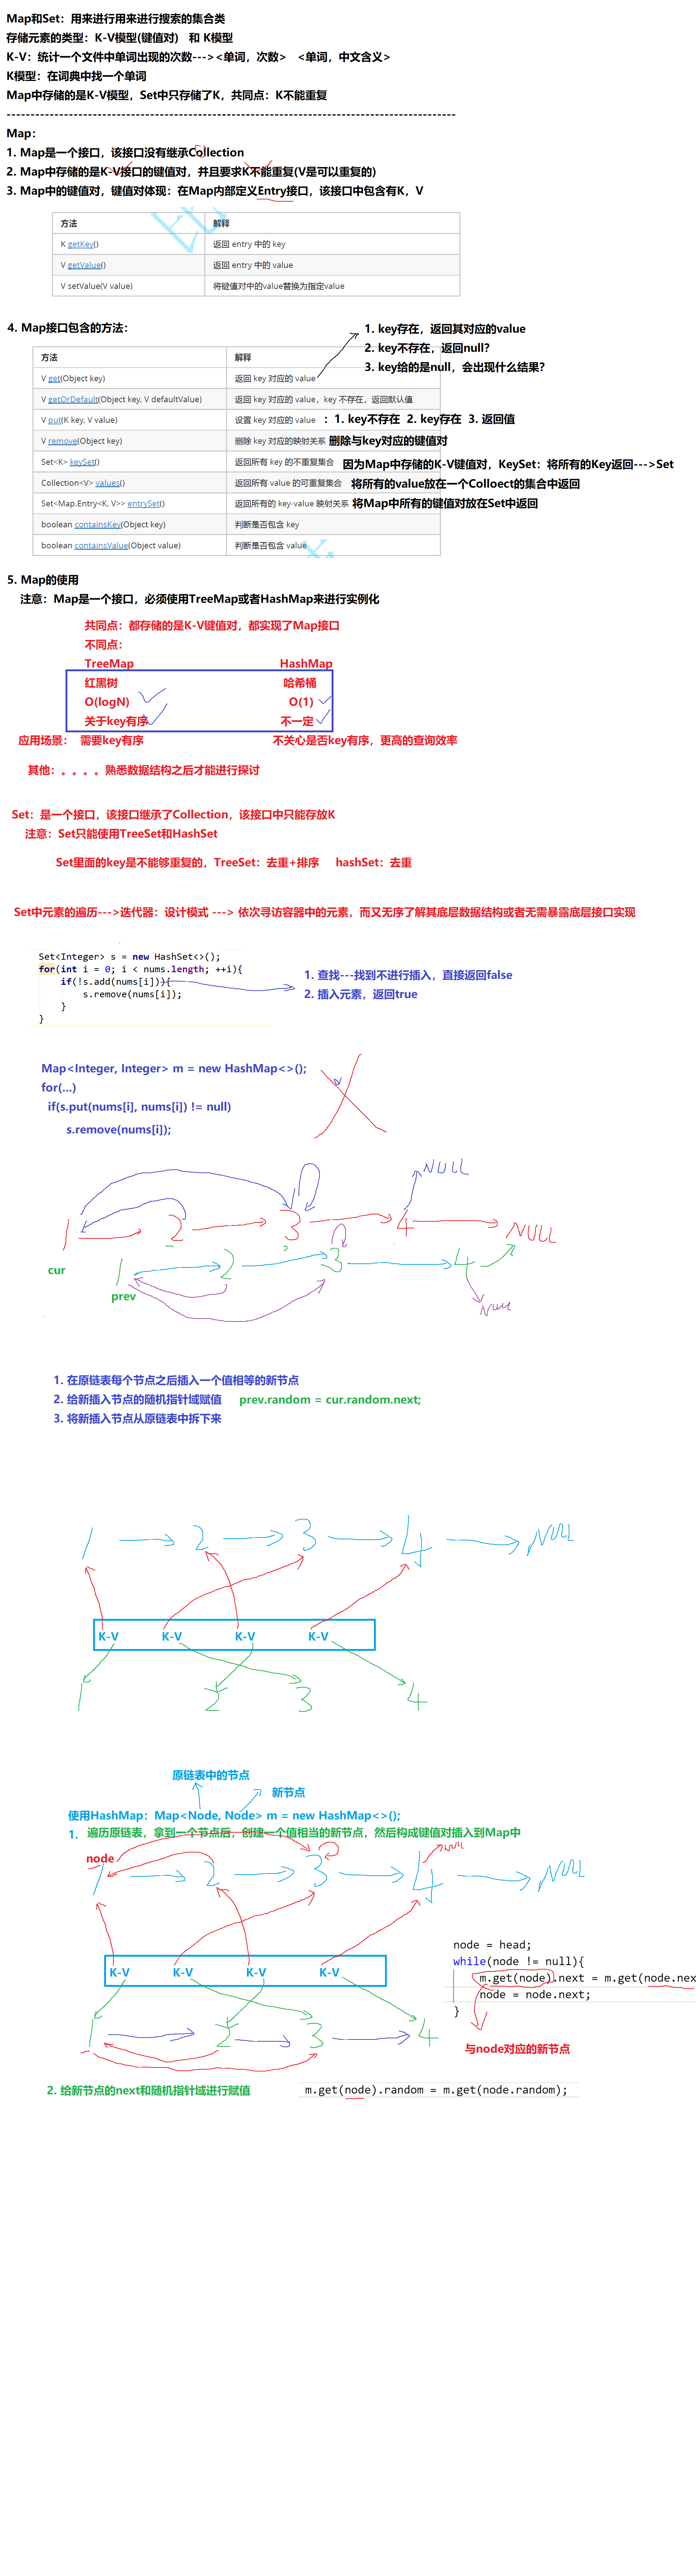 Map和Set：用来进行用来进行搜索的集合类
存储元素的类型：K-V模型(键值对)   和 K模型
K-V：统计一个文件中单词出现的次数---><单词，次数>   <单词，中文含义>
K模型：在词典中找一个单词
Map中存储的是K-V模型，Set中只存储了K，共同点：K不能重复
---------------------------------------------------------------------------------------------
Map：
1. Map是一个接口，该接口没有继承Collection
2. Map中存储的是K-V接口的键值对，并且要求K不能重复(V是可以重复的)
3. Map中的键值对，键值对体现：在Map内部定义Entry接口，该接口中包含有K，V
方法 解释
K getKey() 返回 entry 中的 key
V getValue() 返回 entry 中的 value
V setValue(V value) 将键值对中的value替换为指定value
4. Map接口包含的方法：
1. key存在，返回其对应的value
2. key不存在，返回null?
3. key给的是null，会出现什么结果?
方法 解释
V get(Object key) 返回 key 对应的 value
V getOrDefault(Object key, V defaultValue) 返回 key 对应的 value，key 不存在，返回默认值
V put(K key, V value) 设置 key 对应的 value ：1. key不存在  2. key存在  3. 返回值
V remove(Object key) 删除 key 对应的映射关系 删除与key对应的键值对
Set<K> keySet() 返回所有 key 的不重复集合 因为Map中存储的K-V键值对，KeySet：将所有的Key返回--->Set
Collection<V> values() 返回所有 value 的可重复集合 将所有的value放在一个Colloect的集合中返回
Set<Map.Entry<K, V>> entrySet() 返回所有的 key-value 映射关系 将Map中所有的键值对放在Set中返回
boolean containsKey(Object key) 判断是否包含 key
boolean containsValue(Object value) 判断是否包含 value
5. Map的使用
注意：Map是一个接口，必须使用TreeMap或者HashMap来进行实例化
共同点：都存储的是K-V键值对，都实现了Map接口
不同点：
TreeMap HashMap
红黑树 哈希桶
O(logN) O(1)
关于key有序 不一定
应用场景： 需要key有序 不关心是否key有序，更高的查询效率
其他：。。。。熟悉数据结构之后才能进行探讨
Set：是一个接口，该接口继承了Collection，该接口中只能存放K
注意：Set只能使用TreeSet和HashSet
Set里面的key是不能够重复的，TreeSet：去重+排序   hashSet：去重
Set中元素的遍历--->迭代器：设计模式 ---> 依次寻访容器中的元素，而又无序了解其底层数据结构或者无需暴露底层接口实现
Set<Integer> s = new HashSet<>();
for(int i = 0; i < nums.length; ++i){
if(!s.add(nums[i])){
s.remove(nums[i]);
}
}
1. 查找---找到不进行插入，直接返回false
2. 插入元素，返回true
Map<Integer, Integer> m = new HashMap<>();
for(...)
if(s.put(nums[i], nums[i]) != null)
s.remove(nums[i]);
NULL
1 2 3 4 NULL
cur 1 2 3 4
prev NULL
1. 在原链表每个节点之后插入一个值相等的新节点
2. 给新插入节点的随机指针域赋值 prev.random = cur.random.next;
3. 将新插入节点从原链表中拆下来
1 2 3 4 NULL
K-V K-V K-V K-V
1 2 3 4
原链表中的节点
新节点
使用HashMap：Map<Node, Node> m = new HashMap<>();
1. 遍历原链表，拿到一个节点后，创建一个值相当的新节点，然后构成键值对插入到Map中
node NULL
1 2 3 4 NULL
K-V K-V K-V K-V
1 2 3 4
node = head;
while(node != null){
m.get(node).next = m.get(node.nex
node = node.next;
}
与node对应的新节点
2. 给新节点的next和随机指针域进行赋值 m.get(node).random = m.get(node.random);